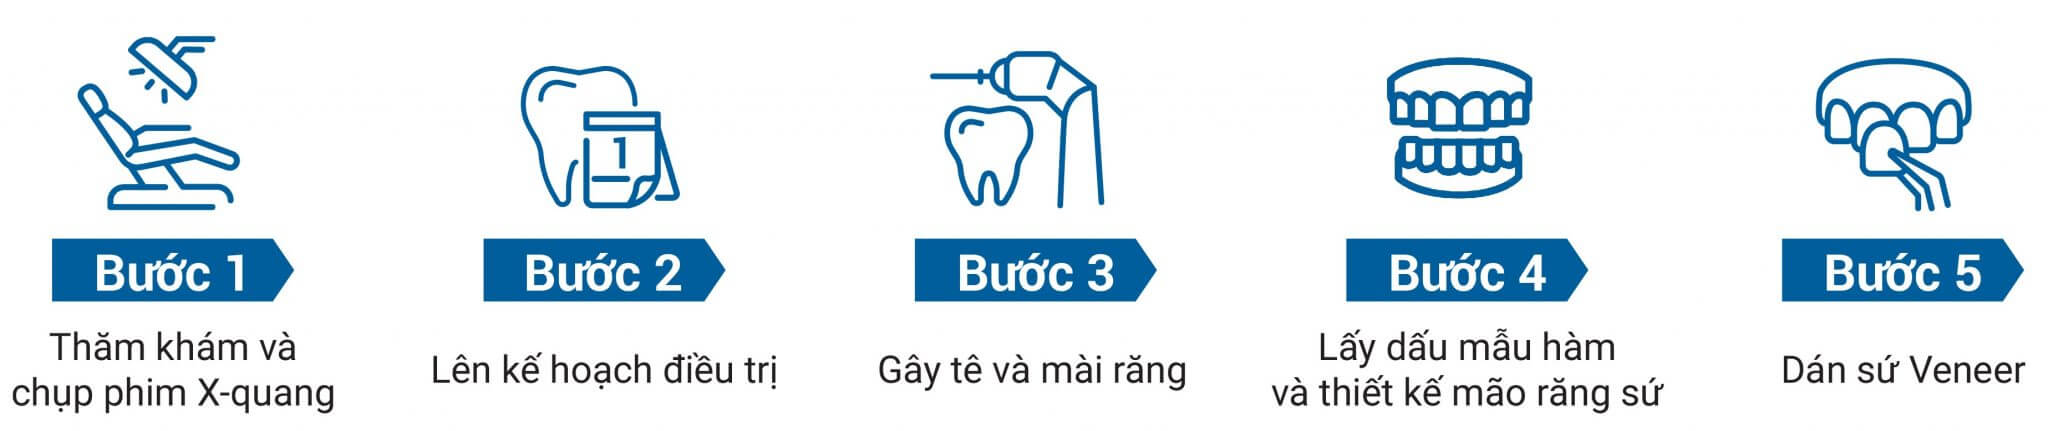 1
Bước 1
Thăm khám và
chụp phim X-quang
Bước 2
Lên kế hoạch điều trị
Bước 3
Gây tê và mài răng
Bước 4
Lấy dấu mẫu hàm
và thiết kế mão răng sứ
Bước 5
Dán sứ Veneer